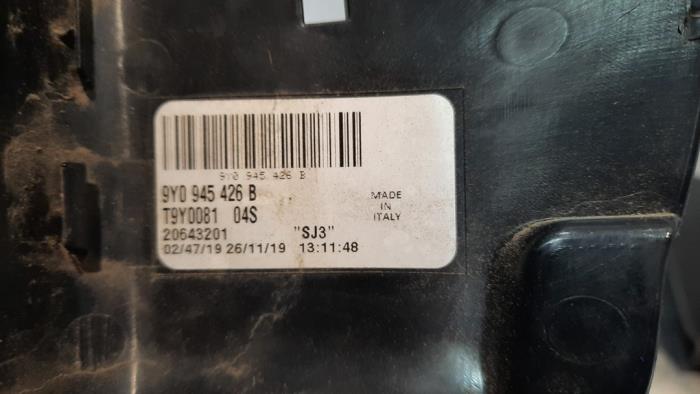 9Y0 945 426 B
9Y0 945 426 B
T9Y0081 04S
MADE
IN
ITALY
20643201 "SJ3"
02/47/19 26/11/19 13:11:48